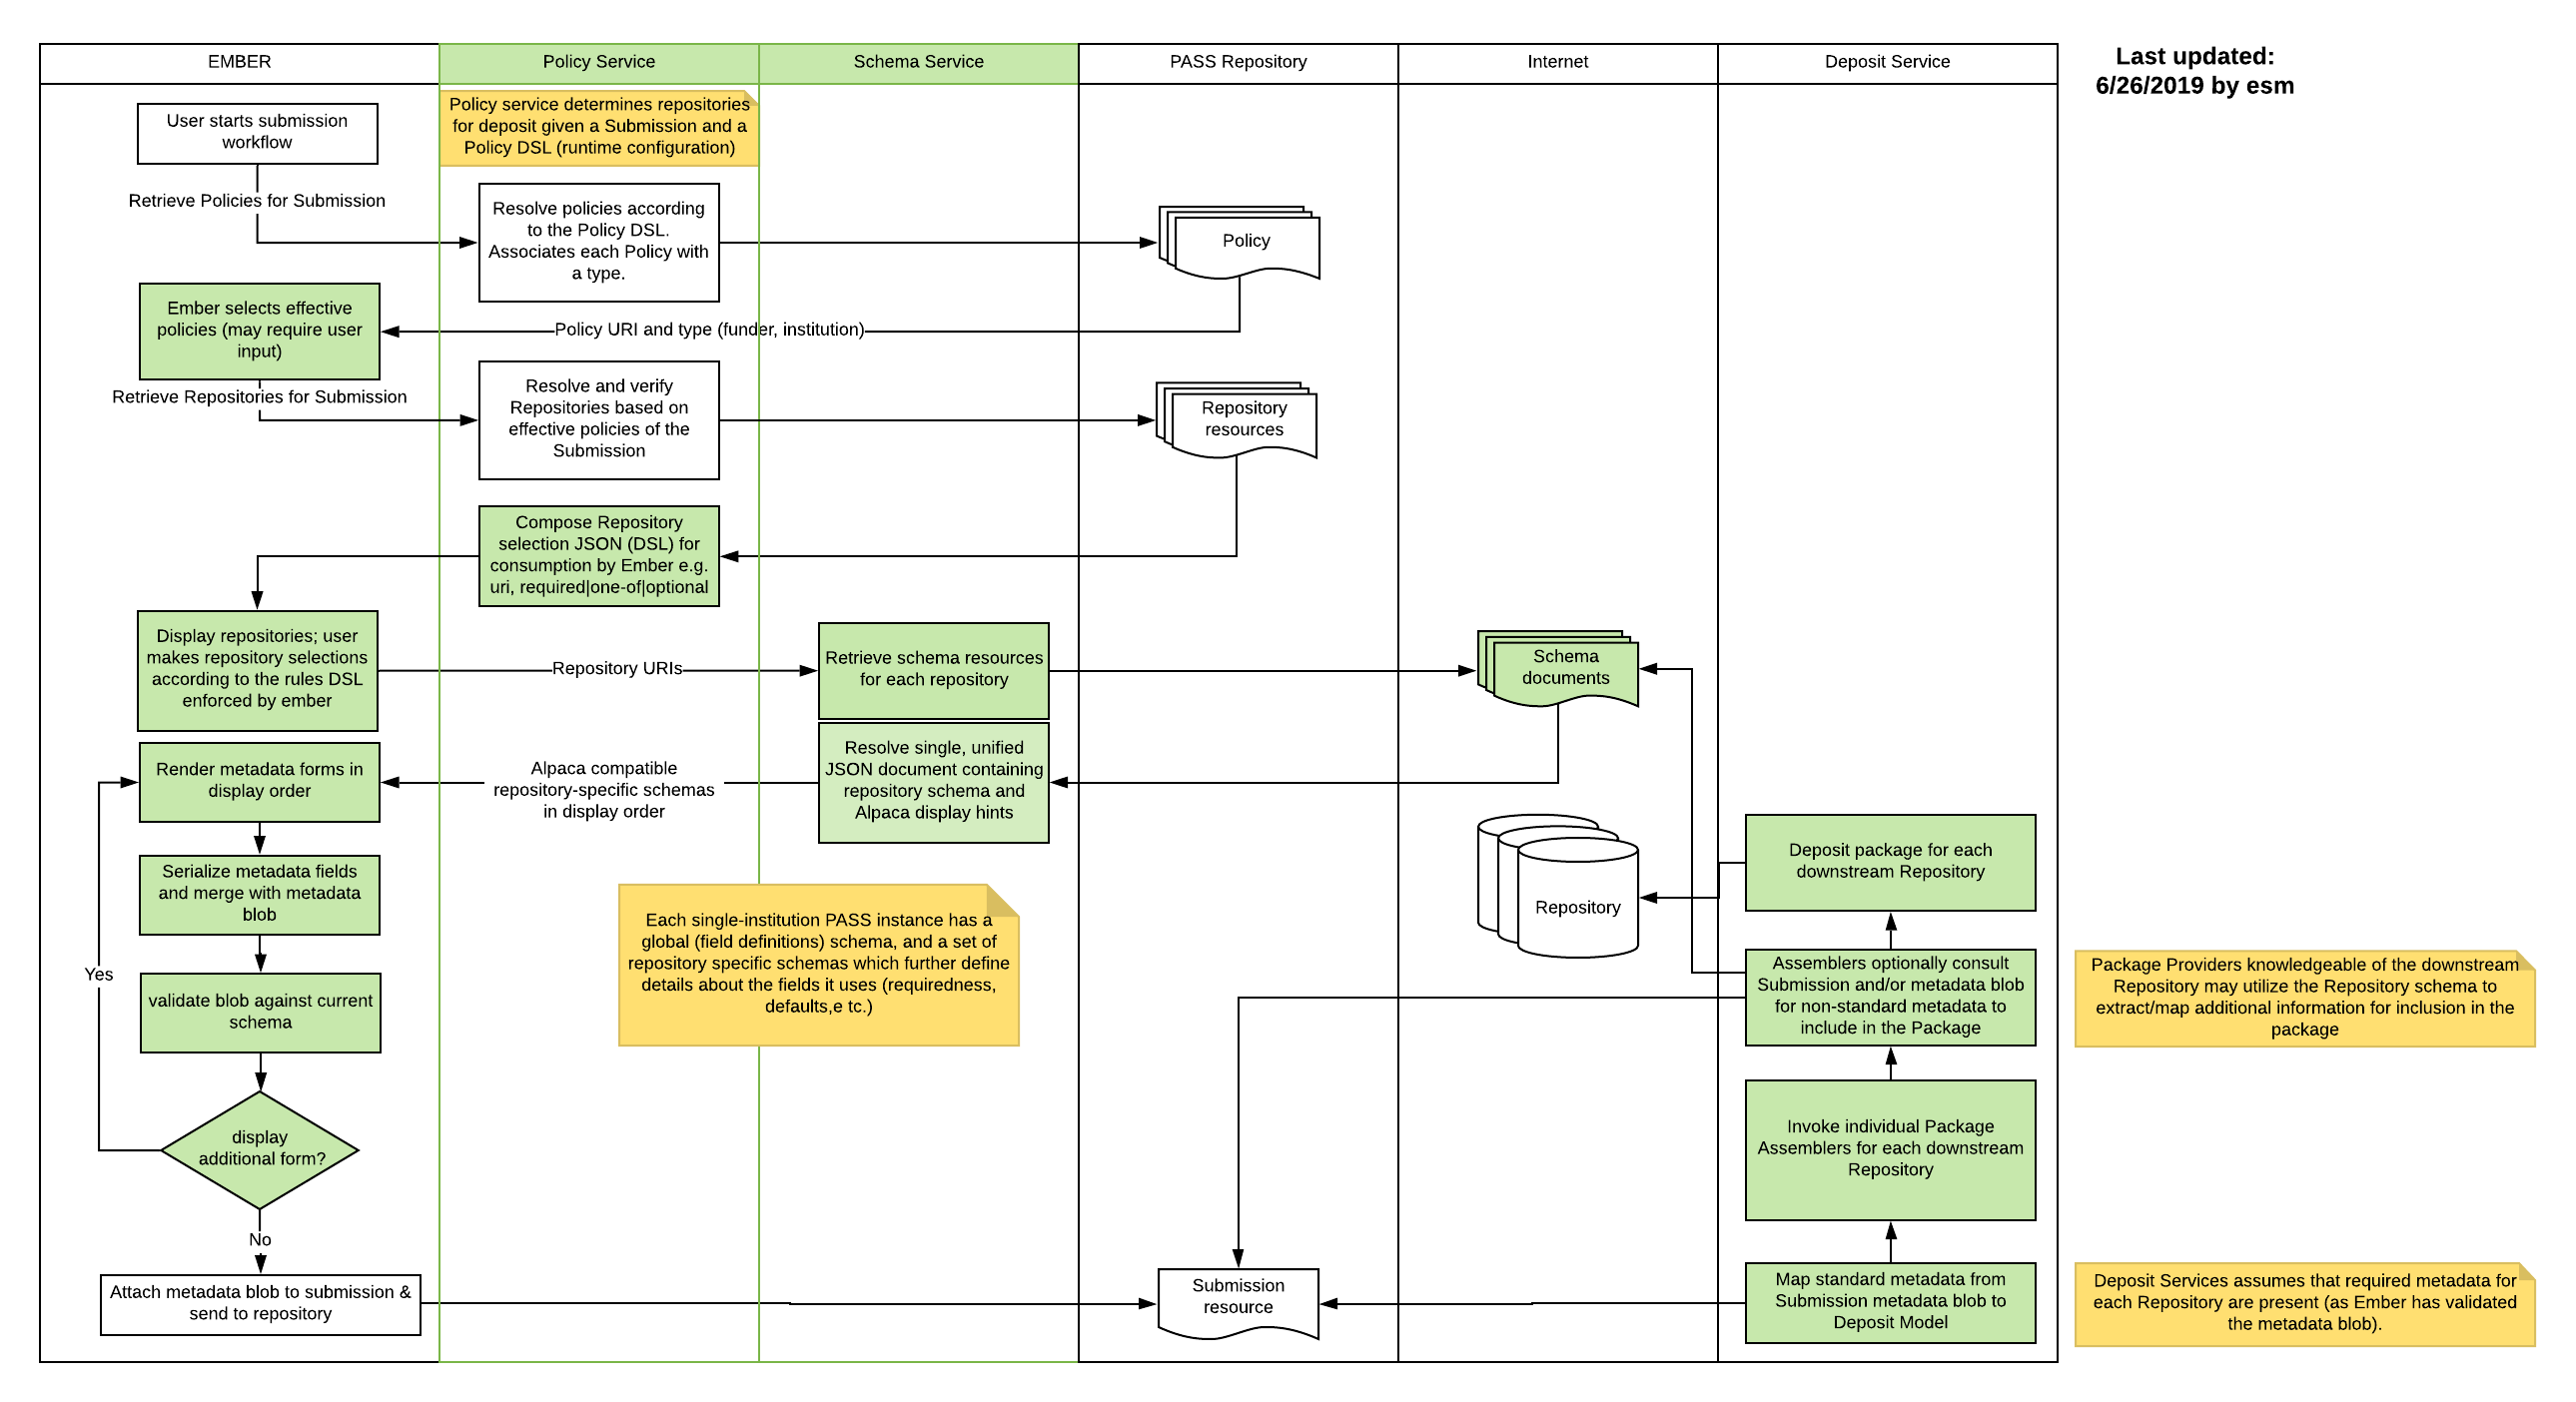 EMBER
Policy Service
Schema Service
PASS Repository
Internet
Deposit Service
Last updated:
6/26/2019 by esm
User starts submission
workflow
Policy service determines repositories
for deposit given a Submission and a
Policy DSL (runtime configuration)
Retrieve Policies for Submission
Resolve policies according
to the Policy DSL.
Associates each Policy with
a type.
Policy
Ember selects effective
policies (may require user
input)
Policy URI and type (funder, institution)
Retrieve Repositories for Submission
Resolve and verify
Repositories based on
effective policies of the
Submission
Repository
resources
Compose Repository
selection JSON (DSL) for
consumption by Ember e.g.
uri, required|one-of|optional
Display repositories; user
makes repository selections
according to the rules DSL
enforced by ember
Repository URIs
Retrieve schema resources
for each repository
Schema
documents
Render metadata forms in
display order
Alpaca compatible
repository-specific schemas
in display order
Resolve single, unified
JSON document containing
repository schema and
Alpaca display hints
Serialize metadata fields
and merge with metadata
blob
Repository
Deposit package for each
downstream Repository
Each single-institution PASS instance has a
global (field definitions) schema, and a set of
repository specific schemas which further define
details about the fields it uses (requiredness,
defaults,e tc.)
Yes
validate blob against current
schema
Assemblers optionally consult
Submission and/or metadata blob
for non-standard metadata to
include in the Package
Package Providers knowledgeable of the downstream
Repository may utilize the Repository schema to
extract/map additional information for inclusion in the
package
display
additional form?
Invoke individual Package
Assemblers for each downstream
Repository
No
Attach metadata blob to submission &
send to repository
Submission
resource
Map standard metadata from
Submission metadata blob to
Deposit Model
Deposit Services assumes that required metadata for
each Repository are present (as Ember has validated
the metadata blob).